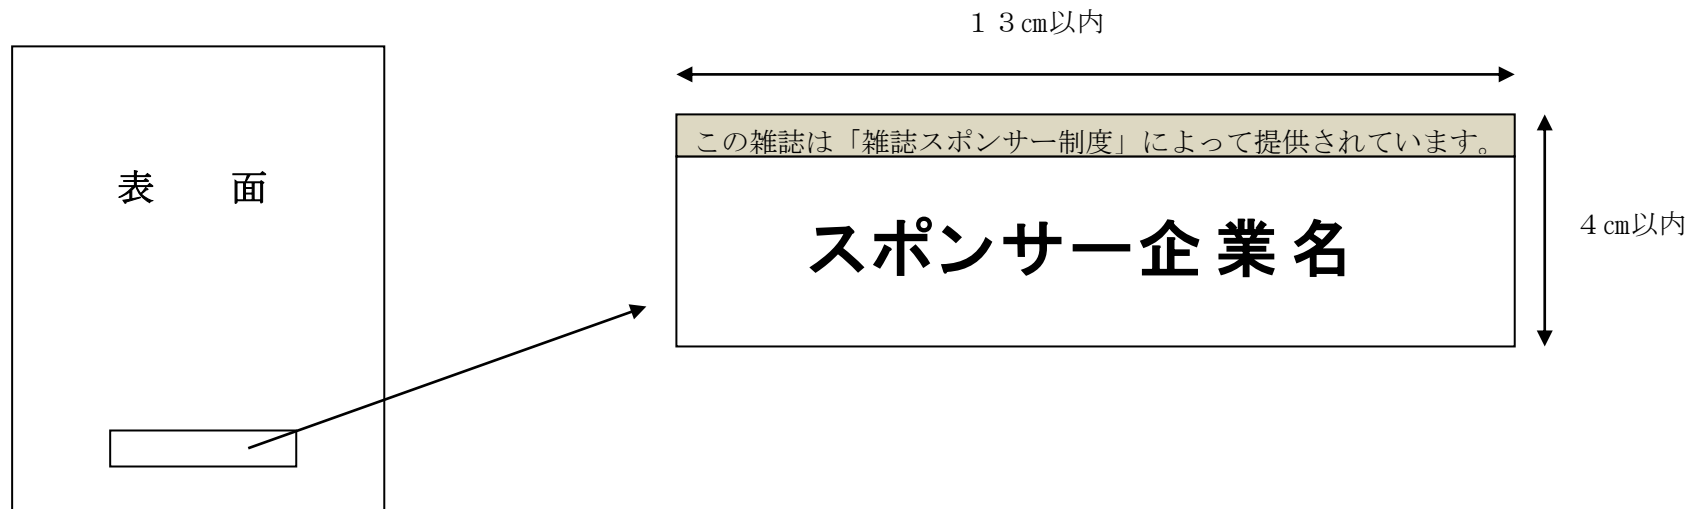 １３㎝以内
この雑誌は「雑誌スポンサー制度」によって提供されています。
表　面
スポンサー企業名
４㎝以内